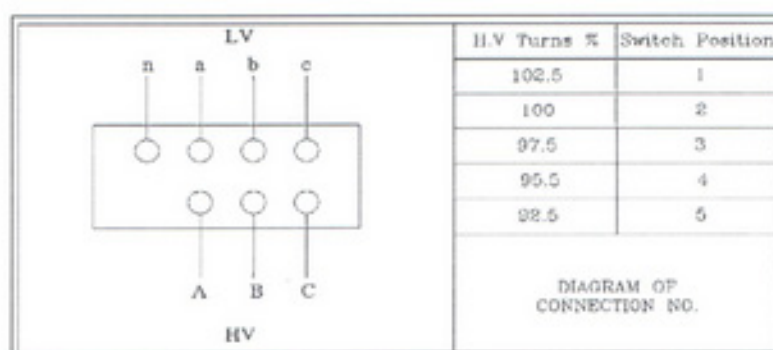 LV
n a b c
A B C
HV
H.V Turns % Switch Position
102.5 1
100 2
97.5 3
95.5 4
92.5 5
DIAGRAM OF
CONNECTION NO.